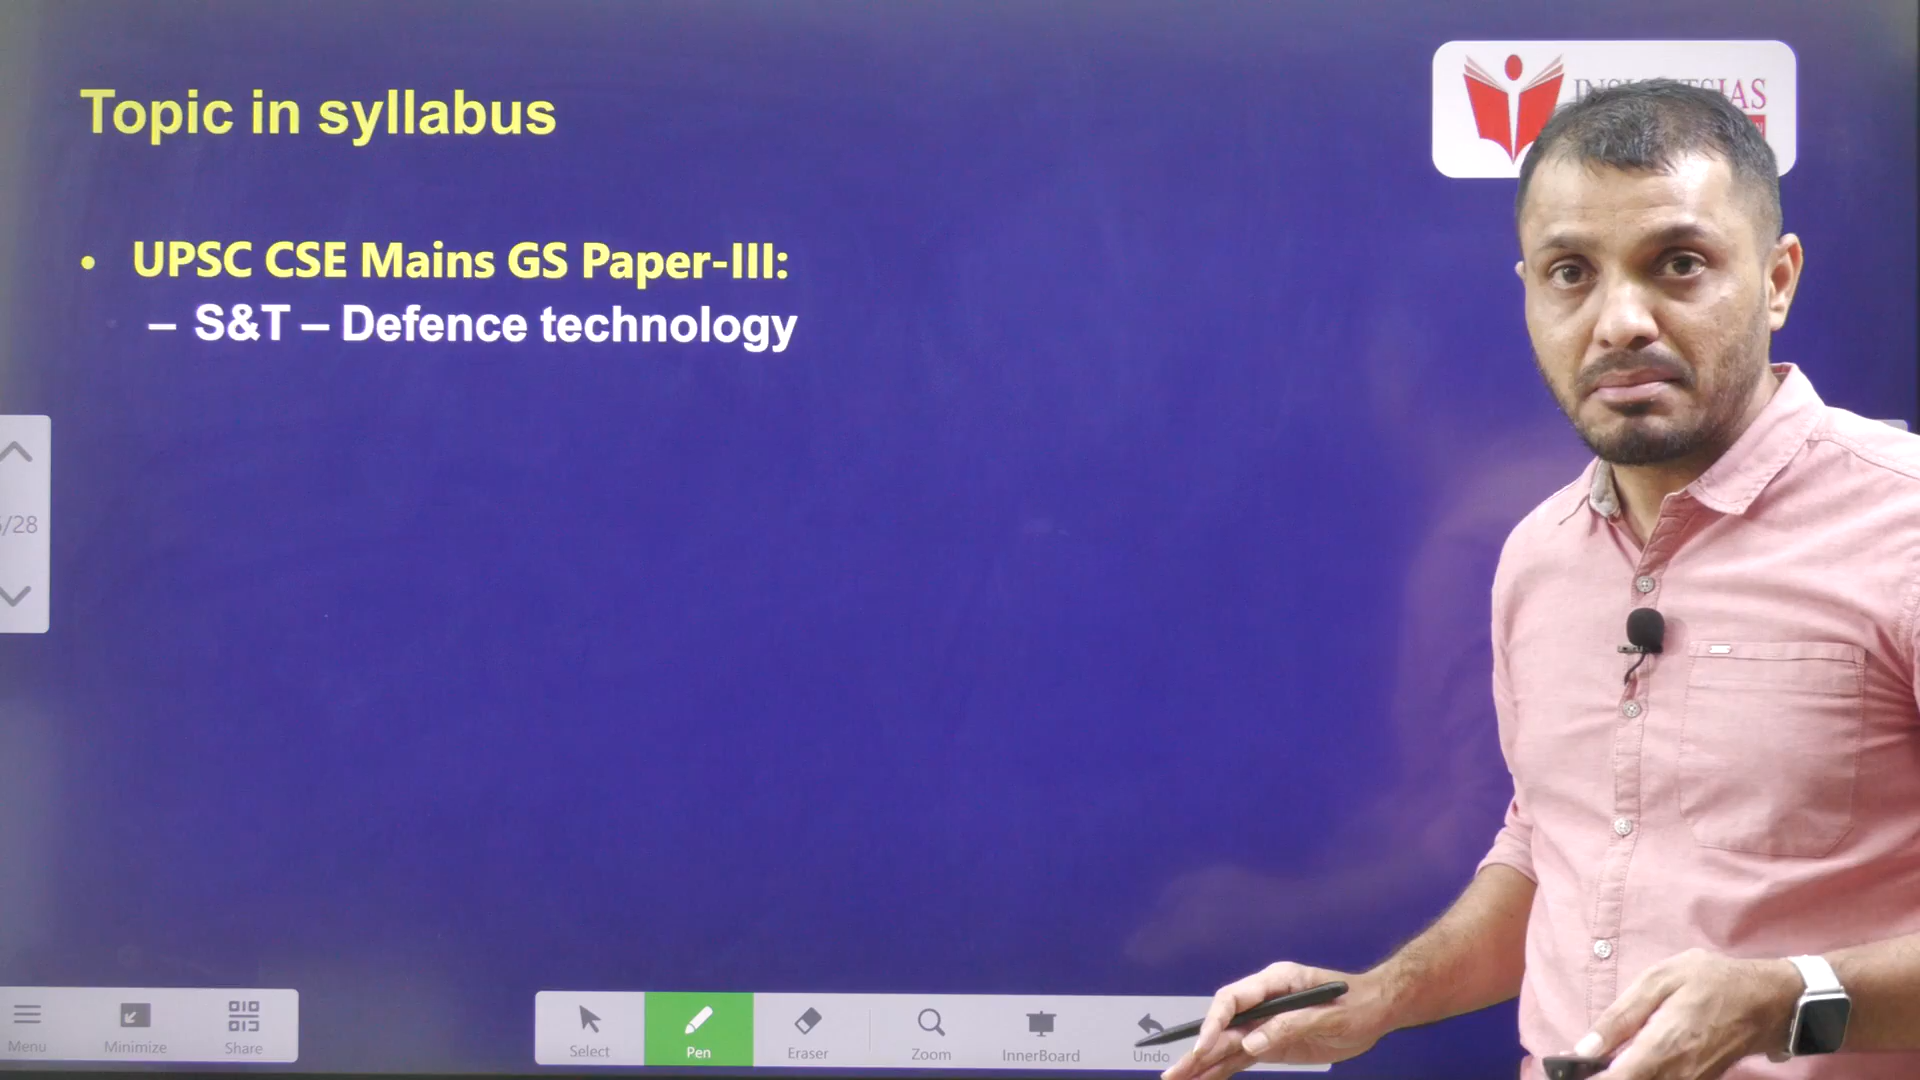 Topic in syllabus
IAS
• UPSC CSE Mains GS Paper-III:
– S&T – Defence technology
/28
Menu
Minimize
Share
Select
Pen
Eraser
Zoom
InnerBoard
Undo